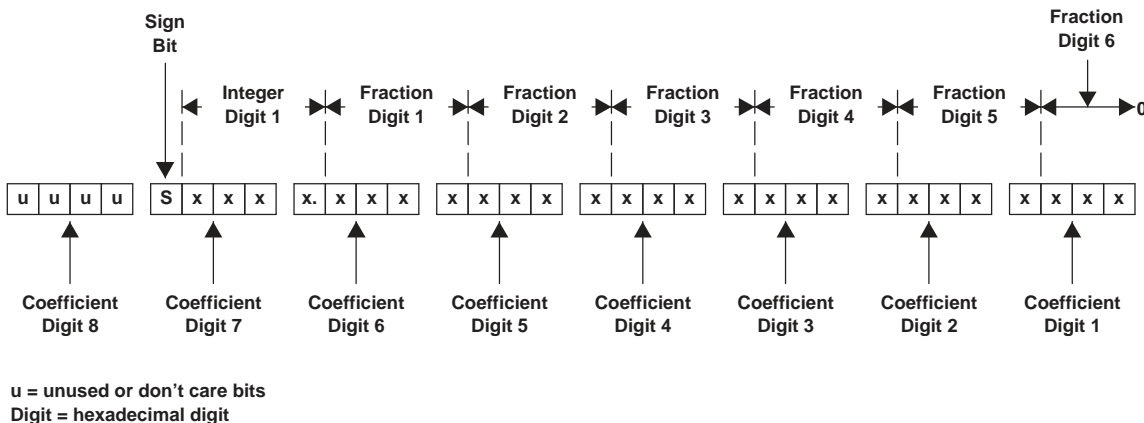 Sign
Bit
Fraction
Digit 6
Integer
Digit 1
Fraction
Digit 1
Fraction
Digit 2
Fraction
Digit 3
Fraction
Digit 4
Fraction
Digit 5
0
u u u u S x x x x. x x x x x x x x x x x x x x x x x x x x x x x
Coefficient
Digit 8
Coefficient
Digit 7
Coefficient
Digit 6
Coefficient
Digit 5
Coefficient
Digit 4
Coefficient
Digit 3
Coefficient
Digit 2
Coefficient
Digit 1
u = unused or don’t care bits
Digit = hexadecimal digit